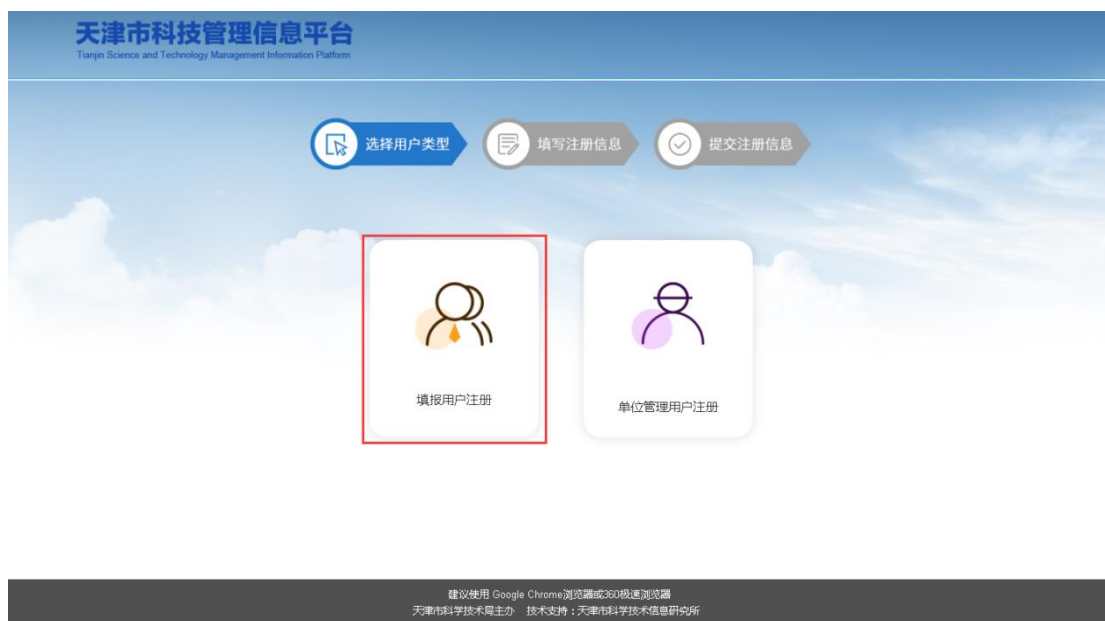 天津市科技管理信息平台
Tianjin Science and Technology Management Information Platform
选择用户类型
填写注册信息
提交注册信息
填报用户注册
单位管理用户注册
建议使用 Google Chrome浏览器或360极速浏览器
天津市科学技术局主办 技术支持：天津市科学技术信息研究所